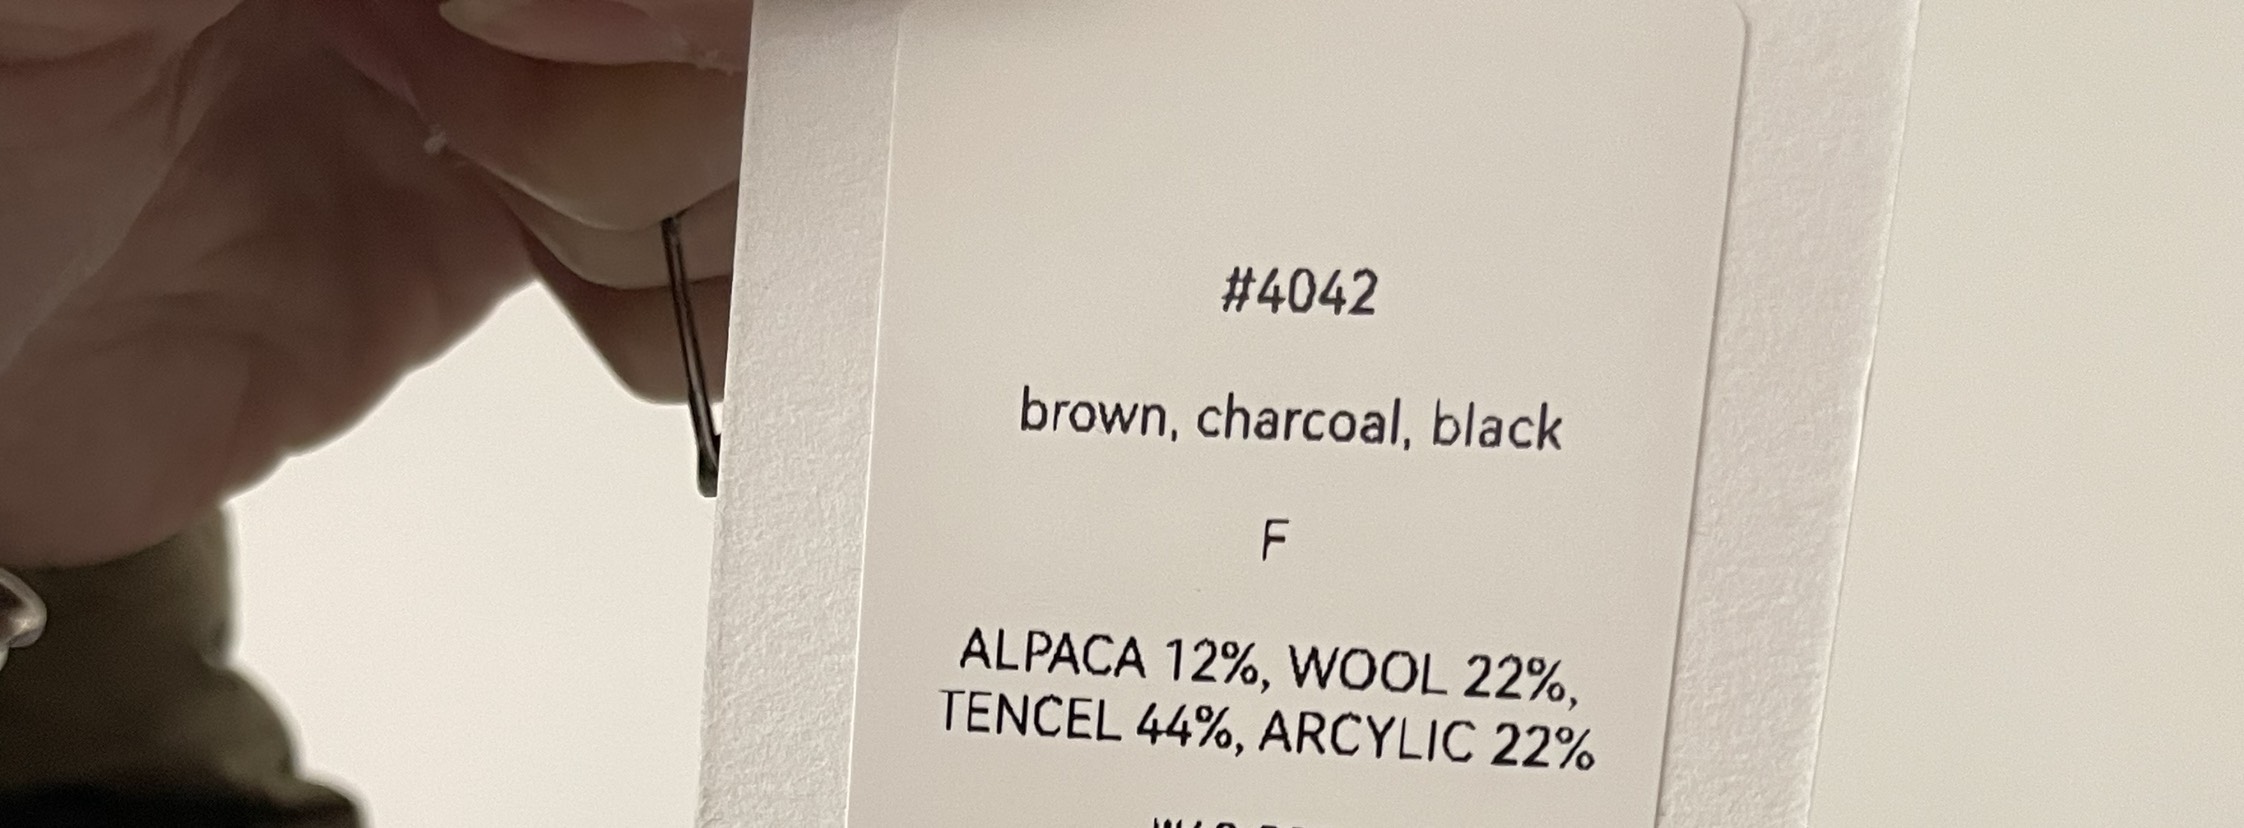 #4042
brown, charcoal, black
F
ALPACA 12%, WOOL 22%,
TENCEL 44%, ARCYLIC 22%